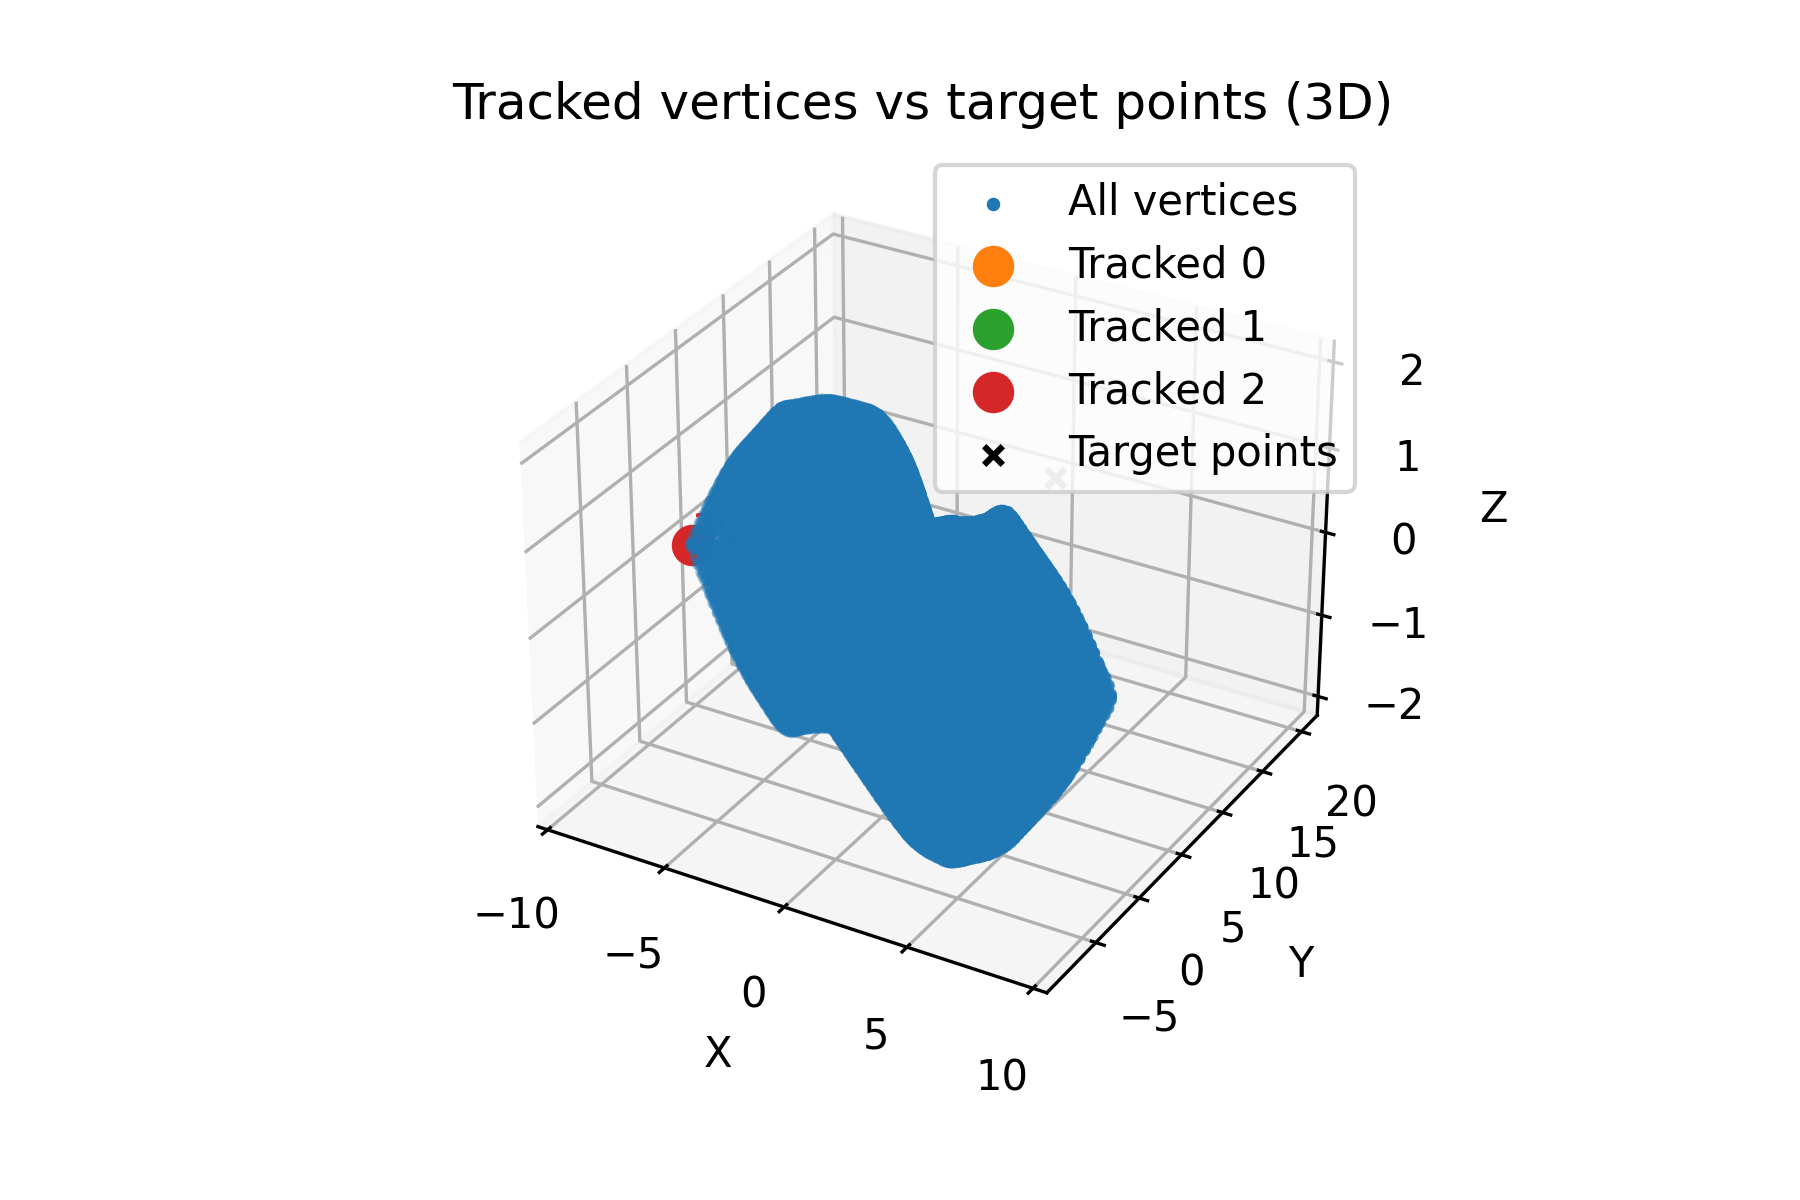 Tracked vertices vs target points (3D)
All vertices
Tracked 0
Tracked 1
Tracked 2
Target points
2
1
0
−1
−2
Z
20
15
10
5
0
−5
Y
−10
−5
0
5
10
X